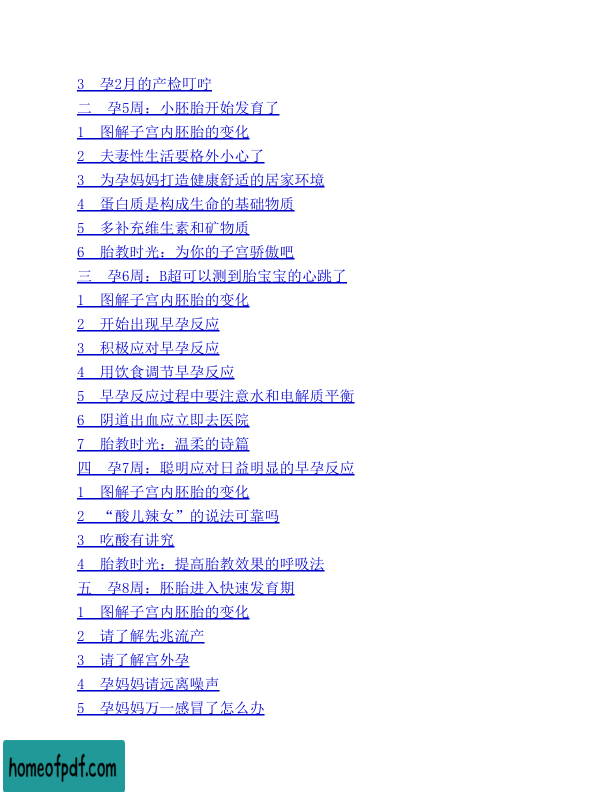 3  孕2月的产检叮咛
二  孕5周：小胚胎开始发育了
1  图解子宫内胚胎的变化
2  夫妻性生活要格外小心了
3  为孕妈妈打造健康舒适的居家环境
4  蛋白质是构成生命的基础物质
5  多补充维生素和矿物质
6  胎教时光：为你的子宫骄傲吧
三  孕6周：B超可以测到胎宝宝的心跳了
1  图解子宫内胚胎的变化
2  开始出现早孕反应
3  积极应对早孕反应
4  用饮食调节早孕反应
5  早孕反应过程中要注意水和电解质平衡
6  阴道出血应立即去医院
7  胎教时光：温柔的诗篇
四  孕7周：聪明应对日益明显的早孕反应
1  图解子宫内胚胎的变化
2  “酸儿辣女”的说法可靠吗
3  吃酸有讲究
4  胎教时光：提高胎教效果的呼吸法
五  孕8周：胚胎进入快速发育期
1  图解子宫内胚胎的变化
2  请了解先兆流产
3  请了解宫外孕
4  孕妈妈请远离噪声
5  孕妈妈万一感冒了怎么办
homeofpdf.com